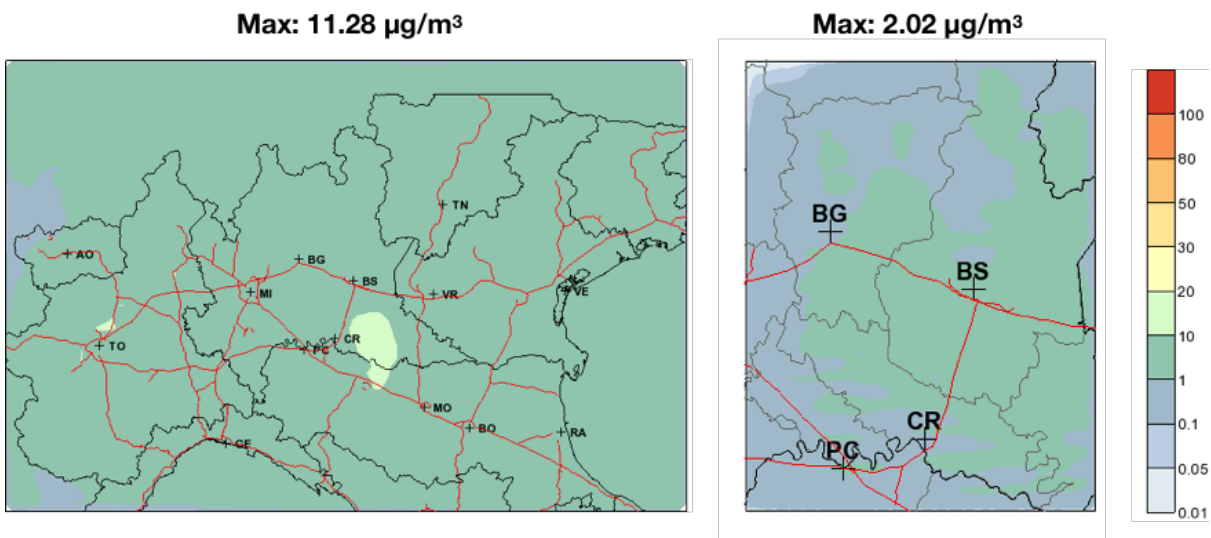 Max: 11.28 µg/m³
Max: 2.02 µg/m³
TN
AO
BG
BS
MI
VR
VE
TO
CR
PC
MO
BO
RA
GE
BG
BS
CR
PC
100
80
50
30
20
10
1
0.1
0.05
0.01